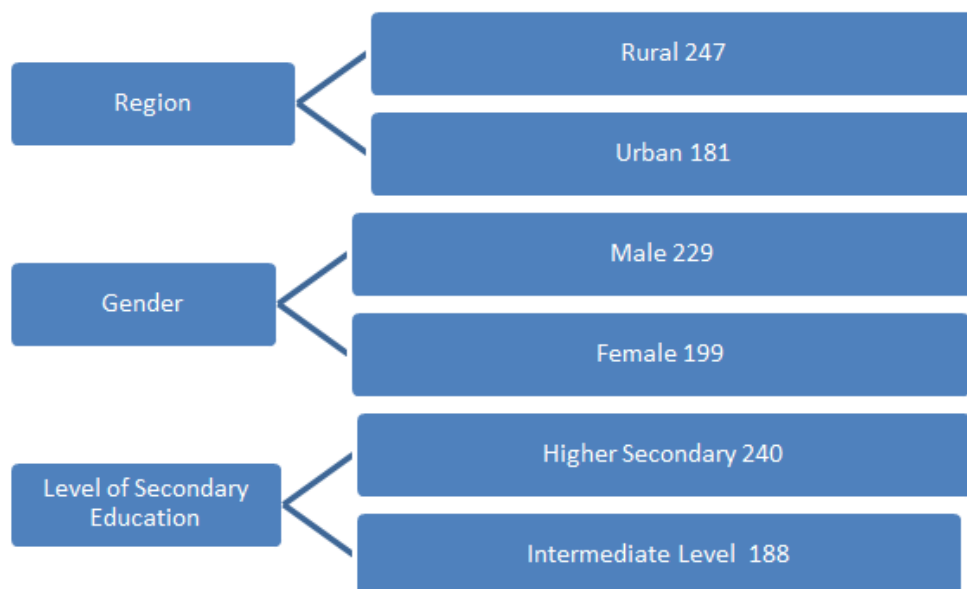 Region
Rural 247
Urban 181
Gender
Male 229
Female 199
Level of Secondary
Education
Higher Secondary 240
Intermediate Level 188